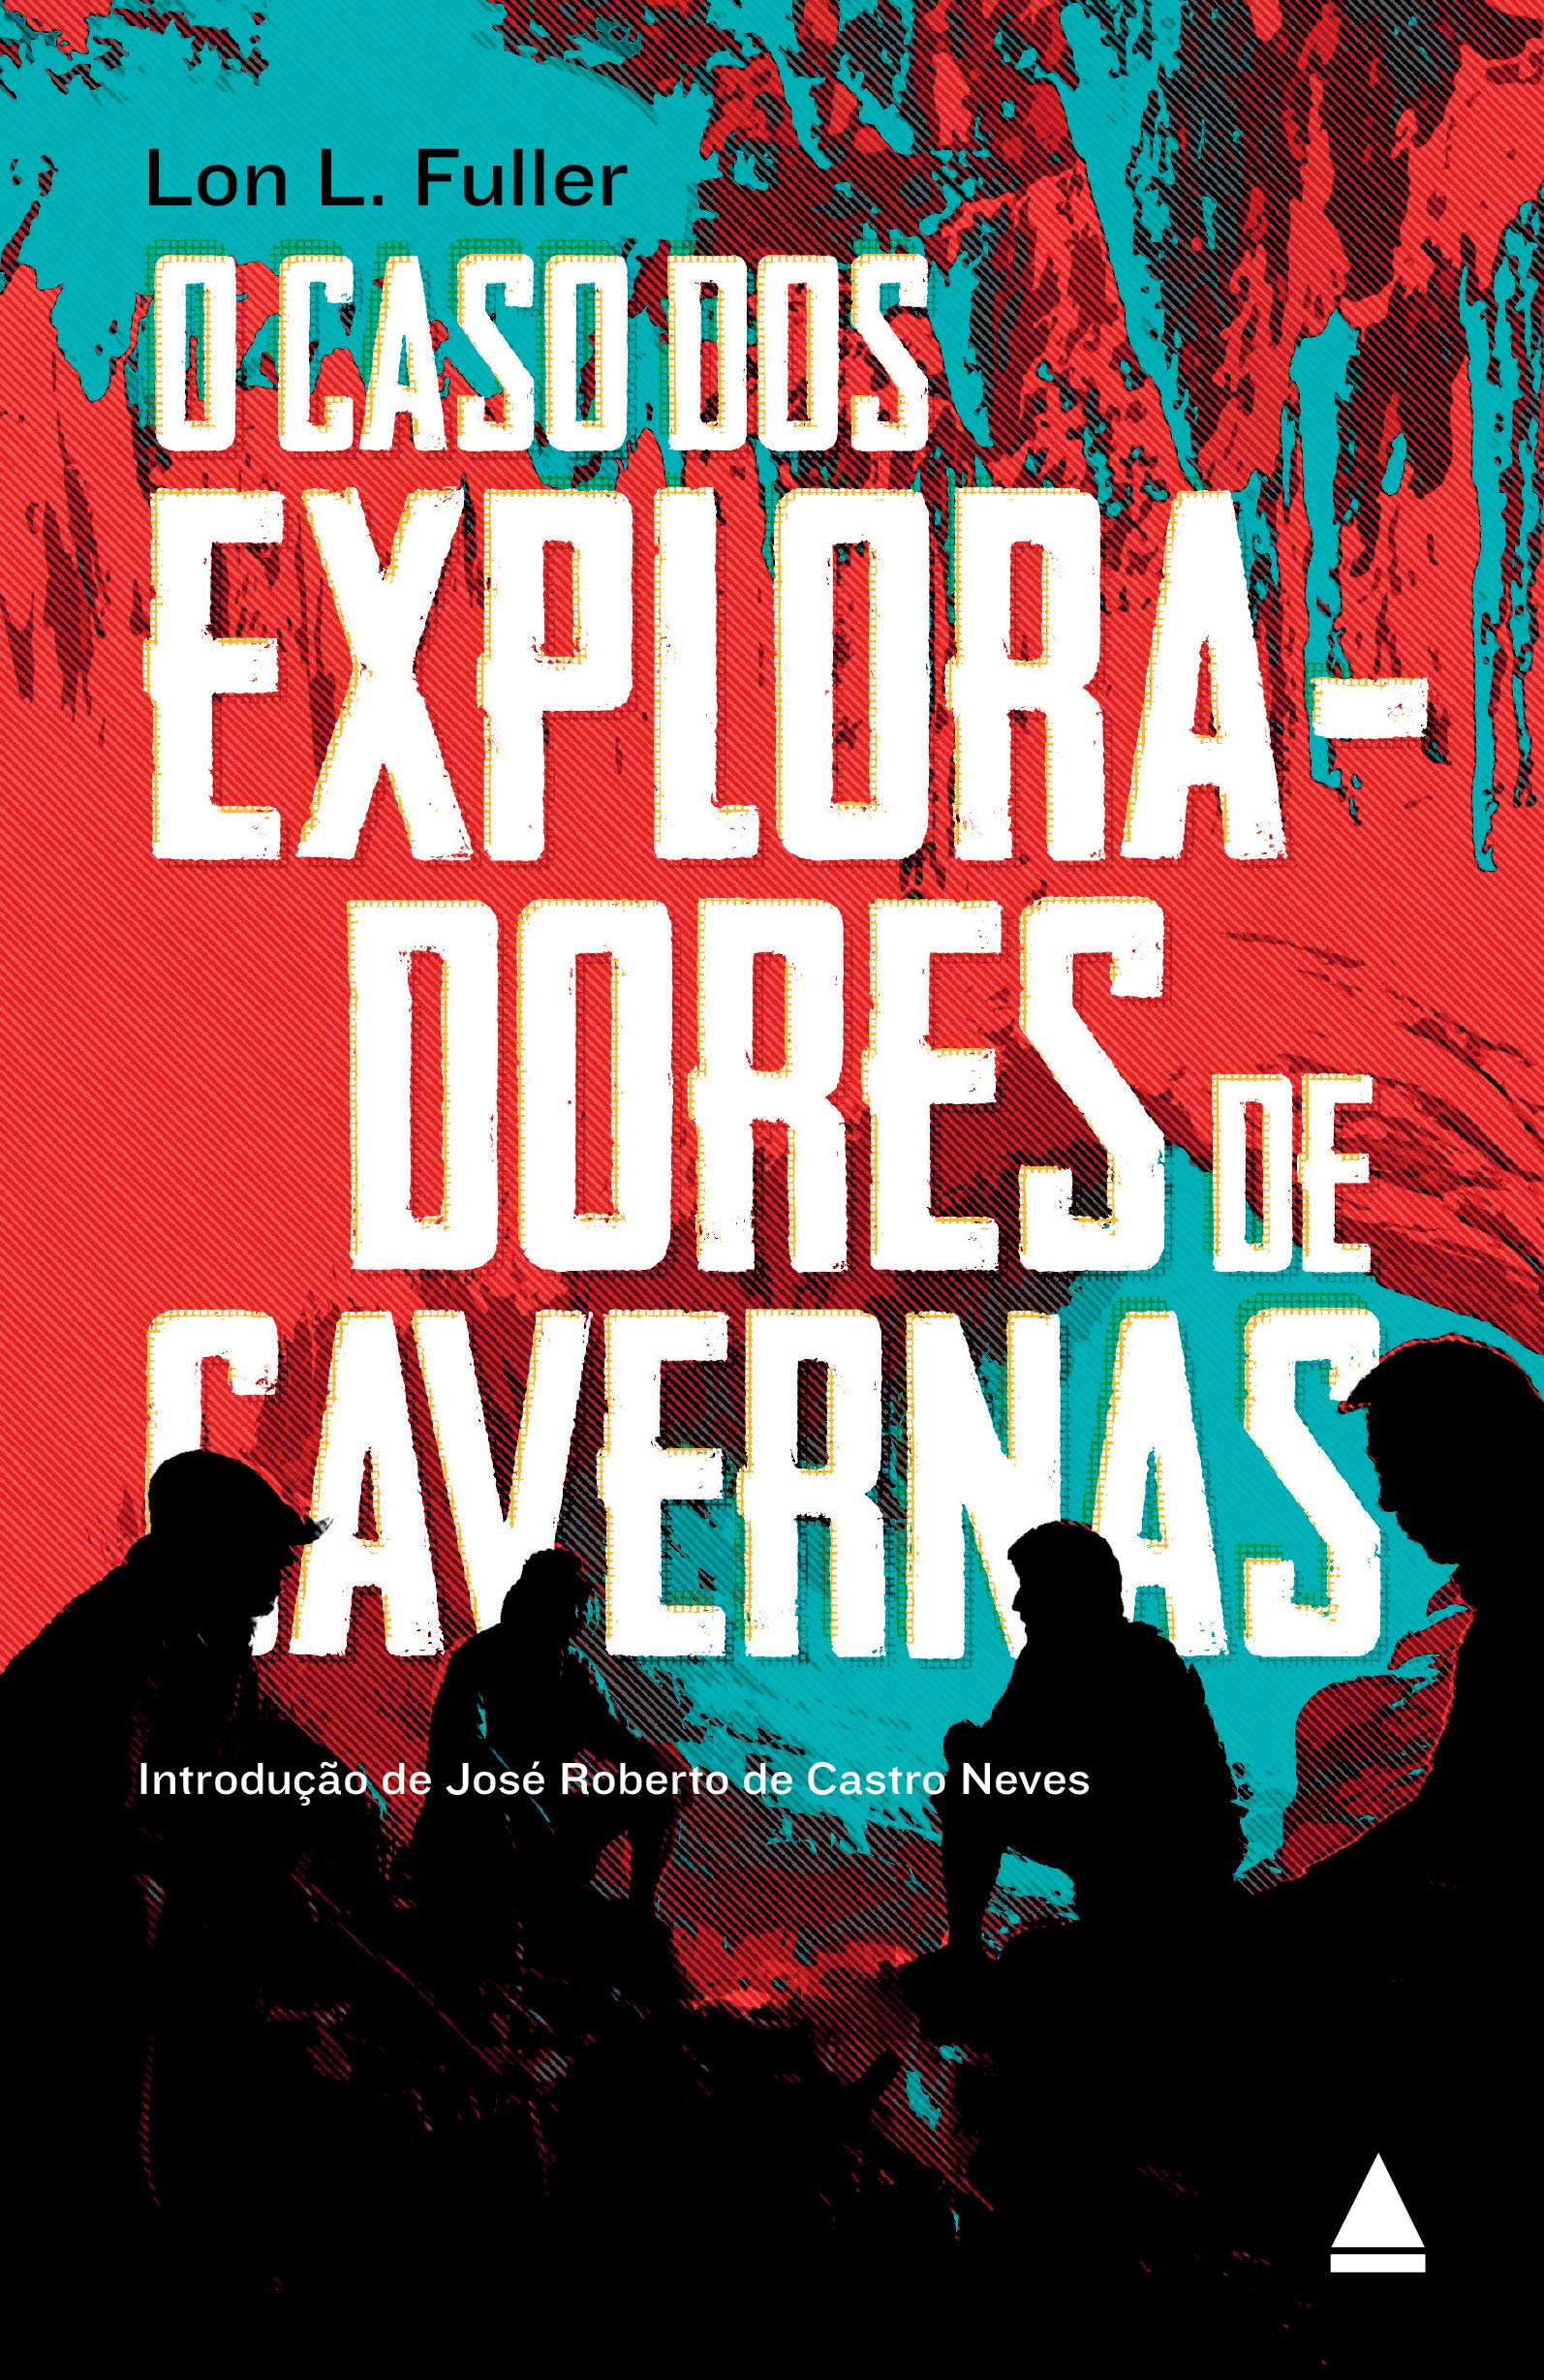 Lon L. Fuller
O CASO DOS
EXPLORA-
DORES DE
CAVERNAS
Introdução de José Roberto de Castro Neves